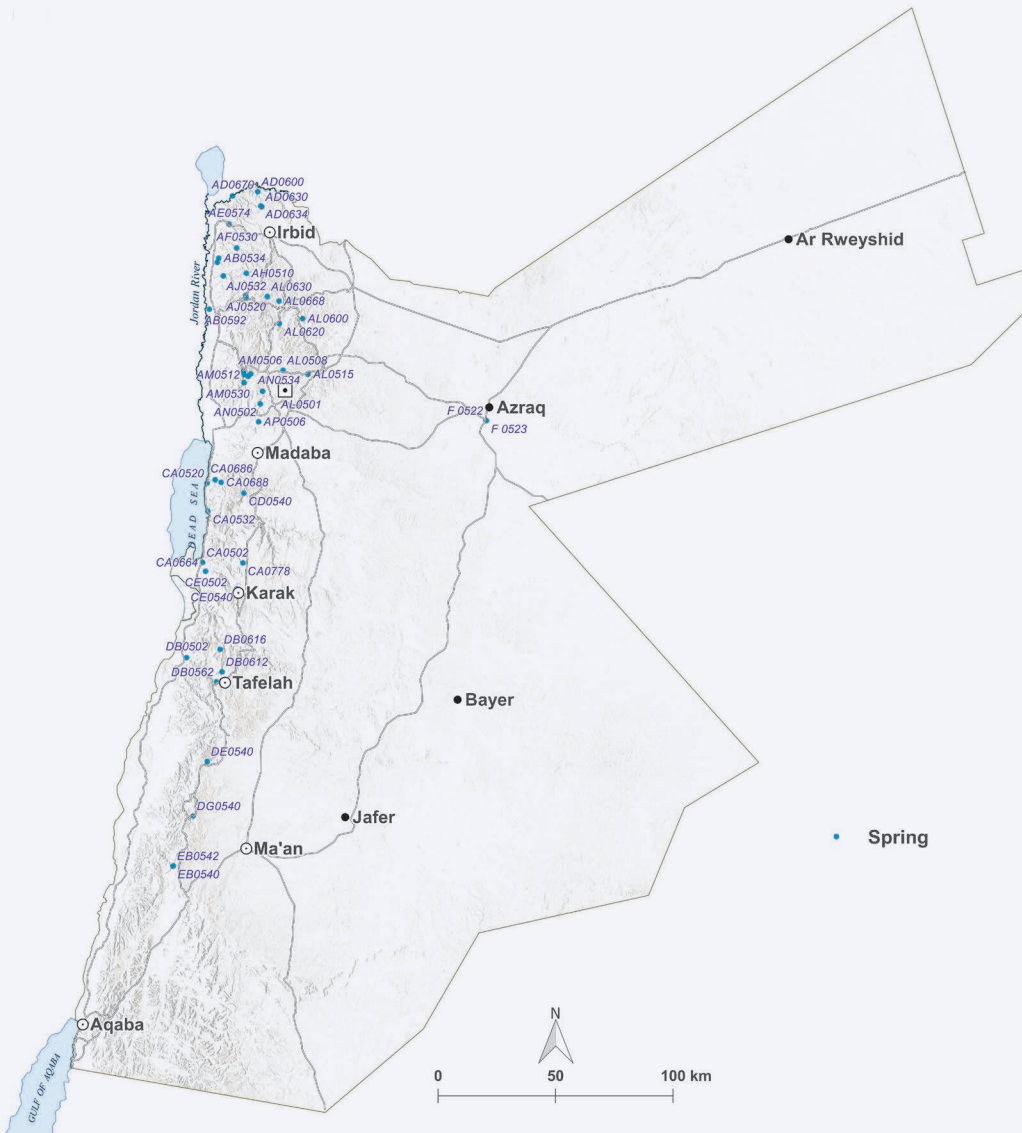 AD0670
AD0600
AD0630
AD0634
AE0574
Irbid
AF0530
AB0534
AH0510
AJ0532
AL0630
AL0668
AJ0520
AB0592
AL0600
AL0620
Jordan River
Ar Rweyshid
AM0506
AL0508
AM0512
AL0515
AN0534
AM0530
AL0501
AN0502
AP0506
F 0522
Azraq
F 0523
Madaba
CA0520
CA0686
CA0688
CD0540
CA0532
DEAD SEA
CA0502
CA0664
CA0778
CE0502
CE0540
Karak
DB0616
DB0502
DB0612
DB0562
Tafelah
Bayer
DE0540
DG0540
Jafer
Ma'an
Spring
EB0542
EB0540
Aqaba
GULF OF AQABA
N
0 50 100 km